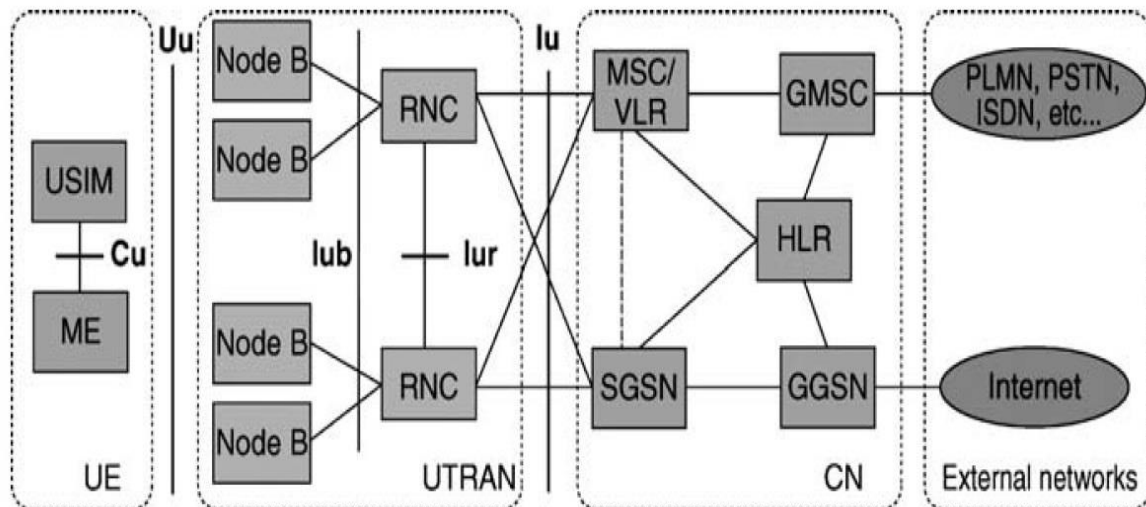 Uu
Iu
Node B
Node B
RNC
MSC/
VLR
GMSC
PLMN, PSTN,
ISDN, etc...
USIM
Cu
ME
Iub
Iur
HLR
Node B
Node B
RNC
SGSN
GGSN
Internet
UE
UTRAN
CN
External networks